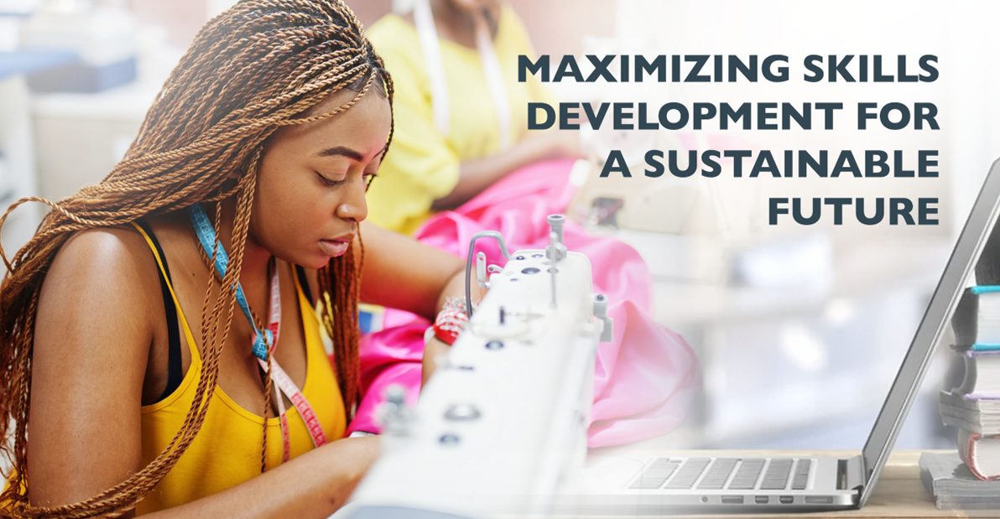 MAXIMIZING SKILLS
DEVELOPMENT FOR
A SUSTAINABLE
FUTURE